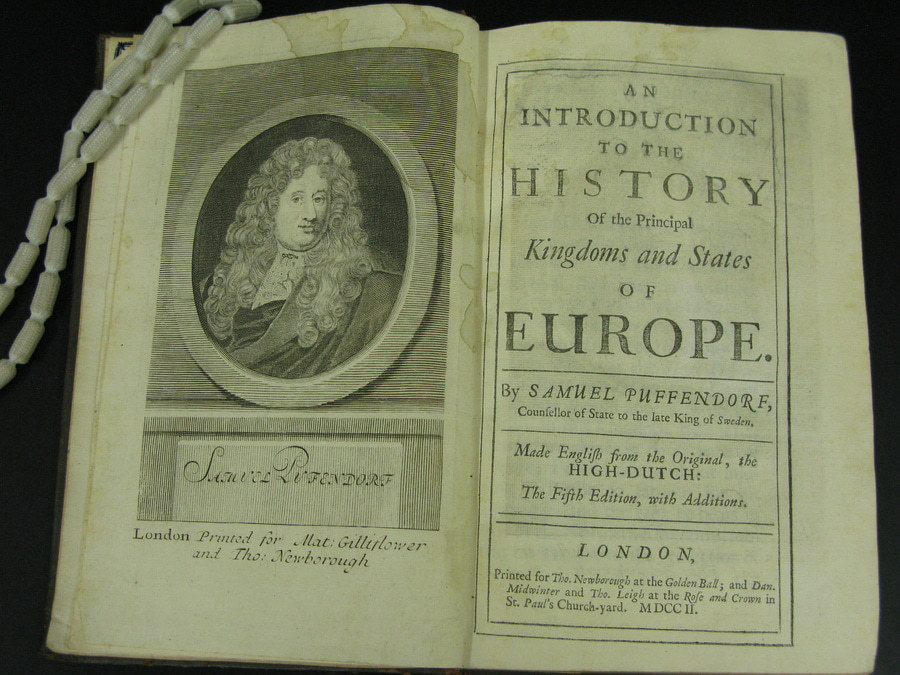 SAMUEL PUFENDORF
London Printed for Mat: Gilliflower
and Tho: Newborough
AN
INTRODUCTION
TO THE
HISTORY
Of the Principal
Kingdoms and States
OF
EUROPE.
By SAMUEL PUFFENDORF,
Counſellor of State to the late King of Sweden.
Made Engliſh from the Original, the
HIGH-DUTCH:
The Fifth Edition, with Additions.
LONDON,
Printed for Tho. Newborough at the Golden Ball; and Dan.
Midwinter and Tho. Leigh at the Roſe and Crown in
St. Paul's Church-yard. MDCCII.